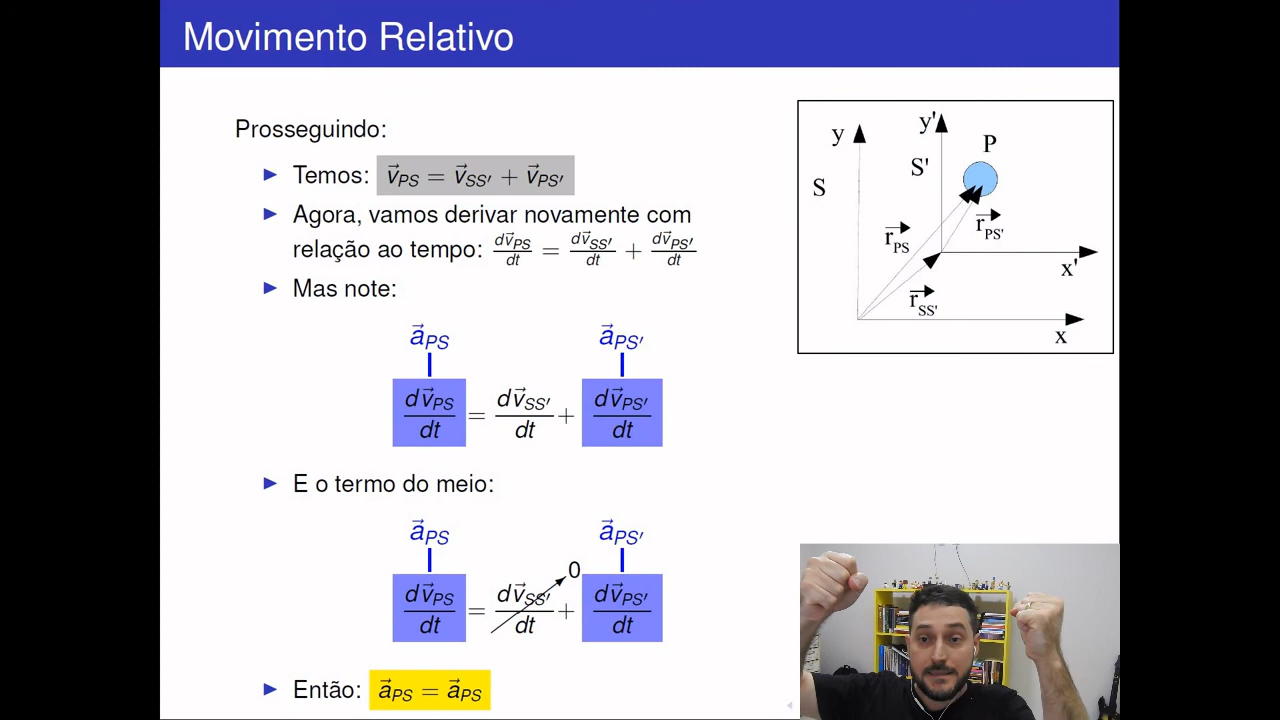 Movimento Relativo
Prosseguindo:
Temos: v⃗PS = v⃗SS′ + v⃗PS′
Agora, vamos derivar novamente com
relação ao tempo: dv⃗PS/dt = dv⃗SS′/dt + dv⃗PS′/dt
Mas note:
a⃗PS a⃗PS′
dv⃗PS/dt = dv⃗SS′/dt + dv⃗PS′/dt
E o termo do meio:
a⃗PS a⃗PS′
0
dv⃗PS/dt = dv⃗SS′/dt + dv⃗PS′/dt
Então: a⃗PS = a⃗PS
y
y'
P
S
S'
r⃗PS
r⃗PS'
x'
r⃗SS'
x